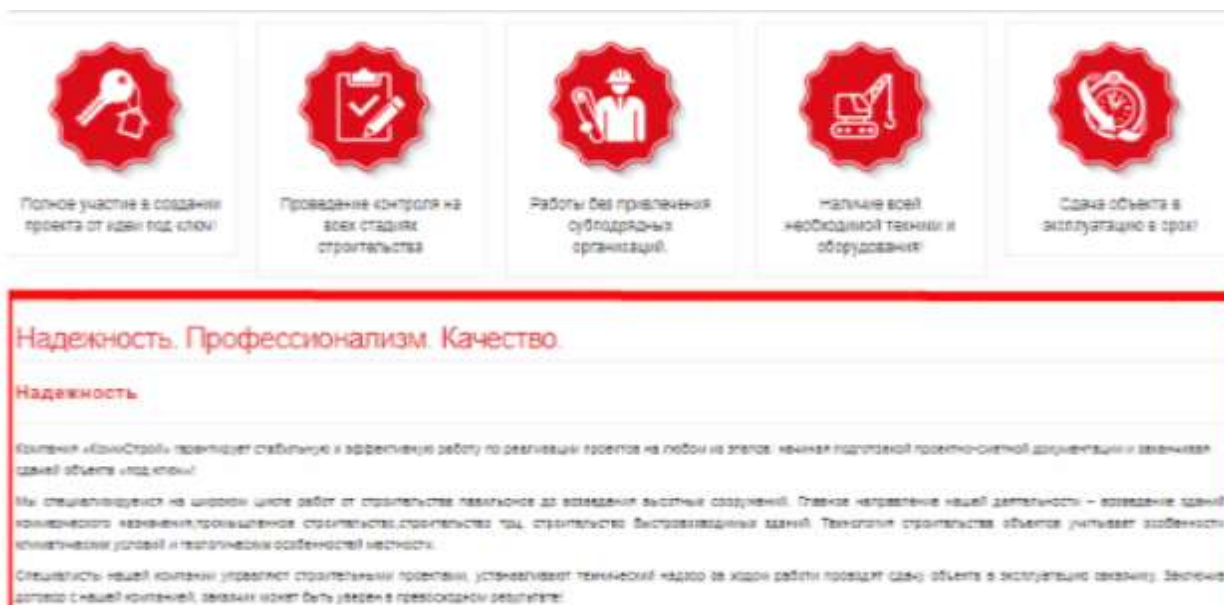 Полное участие в создании
проекта от идеи под ключ!
Проведение контроля на
всех стадиях
строительства
Работы без привлечения
субподрядных
организаций.
Наличие всей
необходимой техники и
оборудования!
Сдача объекта в
эксплуатацию в срок!
Надежность. Профессионализм. Качество.
Надежность
Компания «КоммСтрой» гарантирует стабильную и эффективную работу по реализации проектов на любом из этапов, начиная подготовкой проектно-сметной документации и заканчивая
сдачей объекта «под ключ»!
Мы специализируемся на широком цикле работ от строительства павильонов до возведения высотных сооружений. Главное направление нашей деятельности – возведение зданий
коммерческого назначения,промышленное строительство,строительство трц, строительство быстровозводимых зданий. Технология строительства объектов учитывает особенности
климатических условий и геологических особенностей местности.
Специалисты нашей компании управляют строительными проектами, устанавливают технический надзор за ходом работы проводят сдачу объекта в эксплуатацию заказчику. Заключив
договор с нашей компанией, заказчик может быть уверен в превосходном результате!